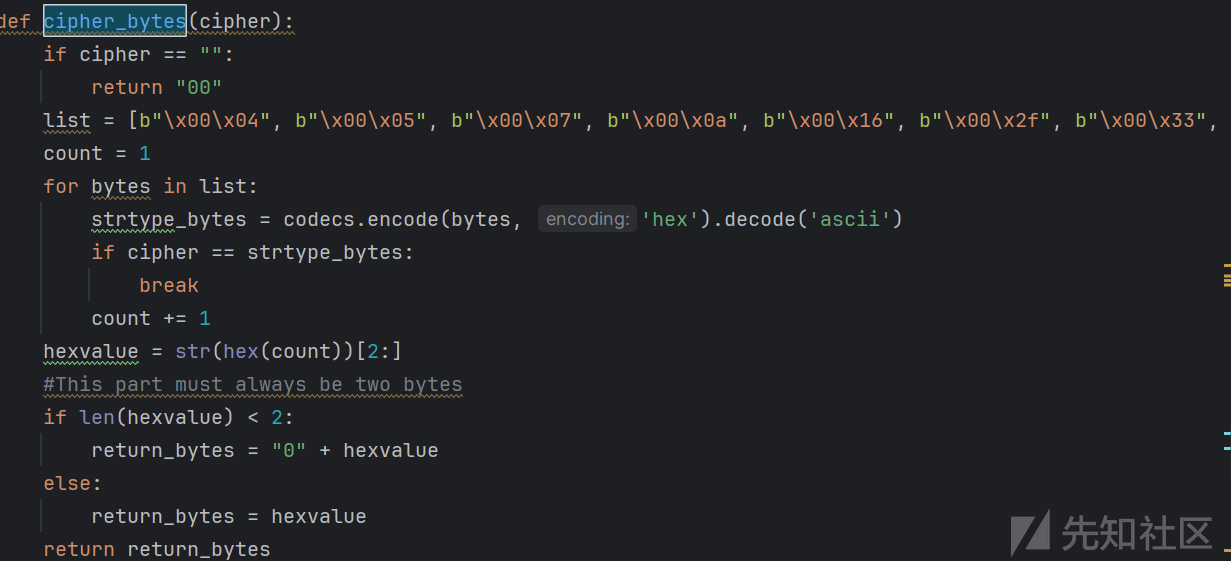 def cipher_bytes(cipher):
    if cipher == "":
        return "00"
    list = [b"\x00\x04", b"\x00\x05", b"\x00\x07", b"\x00\x0a", b"\x00\x16", b"\x00\x2f", b"\x00\x33",
    count = 1
    for bytes in list:
        strtype_bytes = codecs.encode(bytes, encoding: 'hex').decode('ascii')
        if cipher == strtype_bytes:
            break
        count += 1
    hexvalue = str(hex(count))[2:]
    #This part must always be two bytes
    if len(hexvalue) < 2:
        return_bytes = "0" + hexvalue
    else:
        return_bytes = hexvalue
    return return_bytes
先知社区